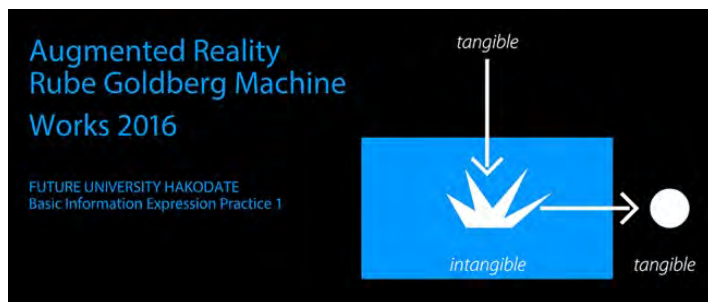 Augmented Reality
Rube Goldberg Machine
Works 2016
FUTURE UNIVERSITY HAKODATE
Basic Information Expression Practice 1
tangible
intangible
tangible